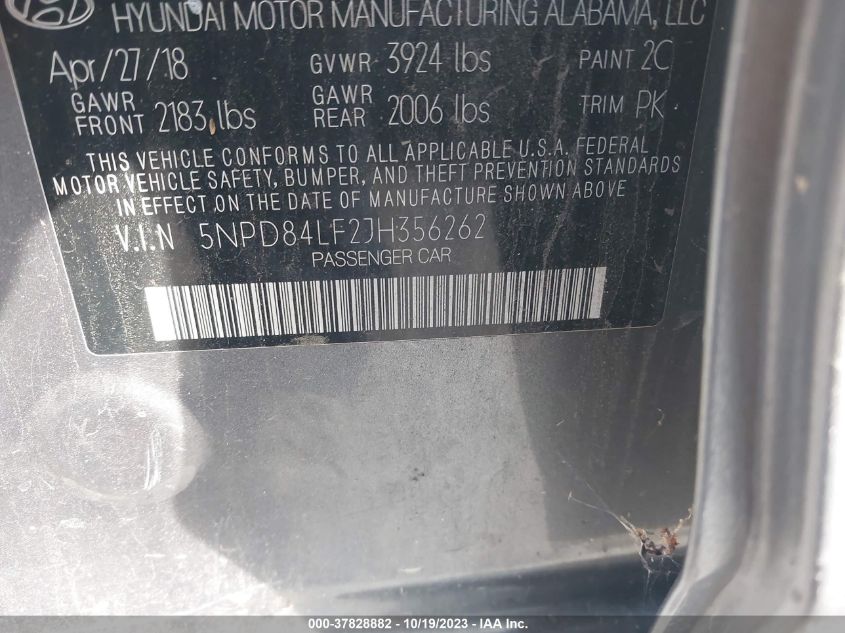 HYUNDAI MOTOR MANUFACTURING ALABAMA, LLC
Apr/27/18 GVWR 3924 lbs PAINT 2C
GAWR FRONT 2183 lbs GAWR REAR 2006 lbs TRIM PK
THIS VEHICLE CONFORMS TO ALL APPLICABLE U.S.A. FEDERAL
MOTOR VEHICLE SAFETY, BUMPER, AND THEFT PREVENTION STANDARDS
IN EFFECT ON THE DATE OF MANUFACTURE SHOWN ABOVE
V.I.N 5NPD84LF2JH356262
PASSENGER CAR
000-37828882 - 10/19/2023 - IAA Inc.